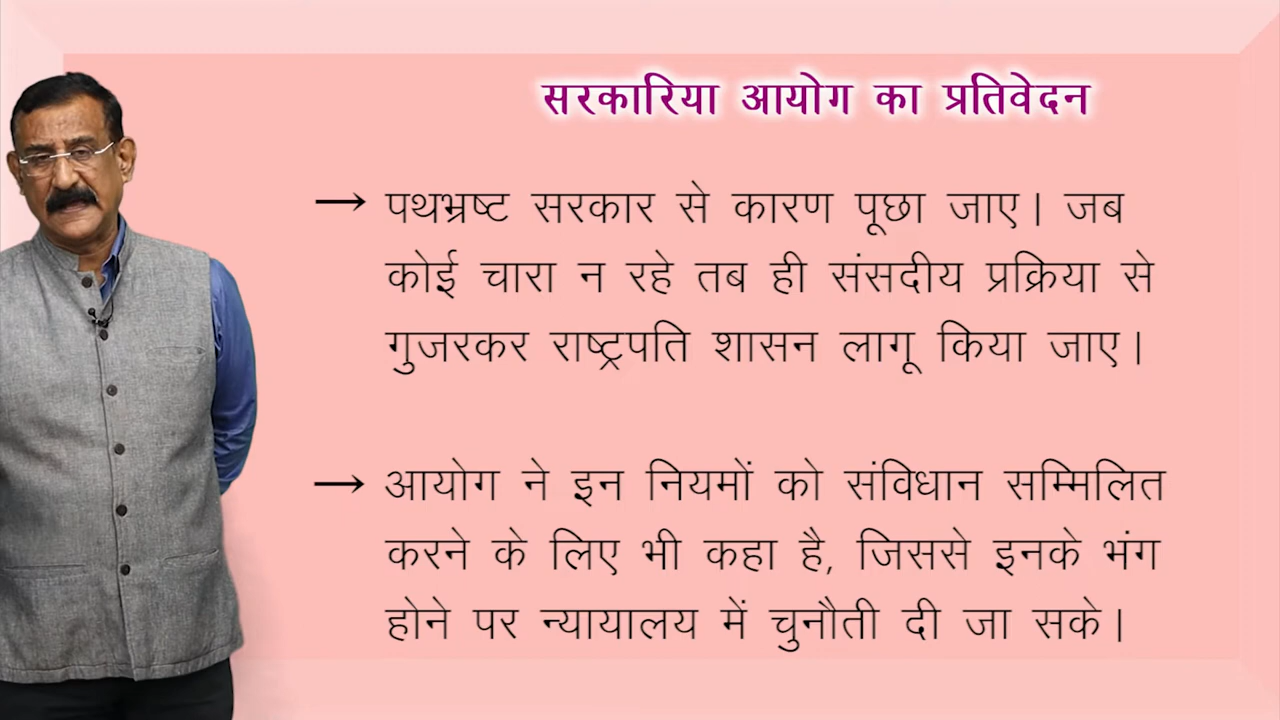 सरकारिया आयोग का प्रतिवेदन
→ पथभ्रष्ट सरकार से कारण पूछा जाए। जब
कोई चारा न रहे तब ही संसदीय प्रक्रिया से
गुजरकर राष्ट्रपति शासन लागू किया जाए।
→ आयोग ने इन नियमों को संविधान सम्मिलित
करने के लिए भी कहा है, जिससे इनके भंग
होने पर न्यायालय में चुनौती दी जा सके।